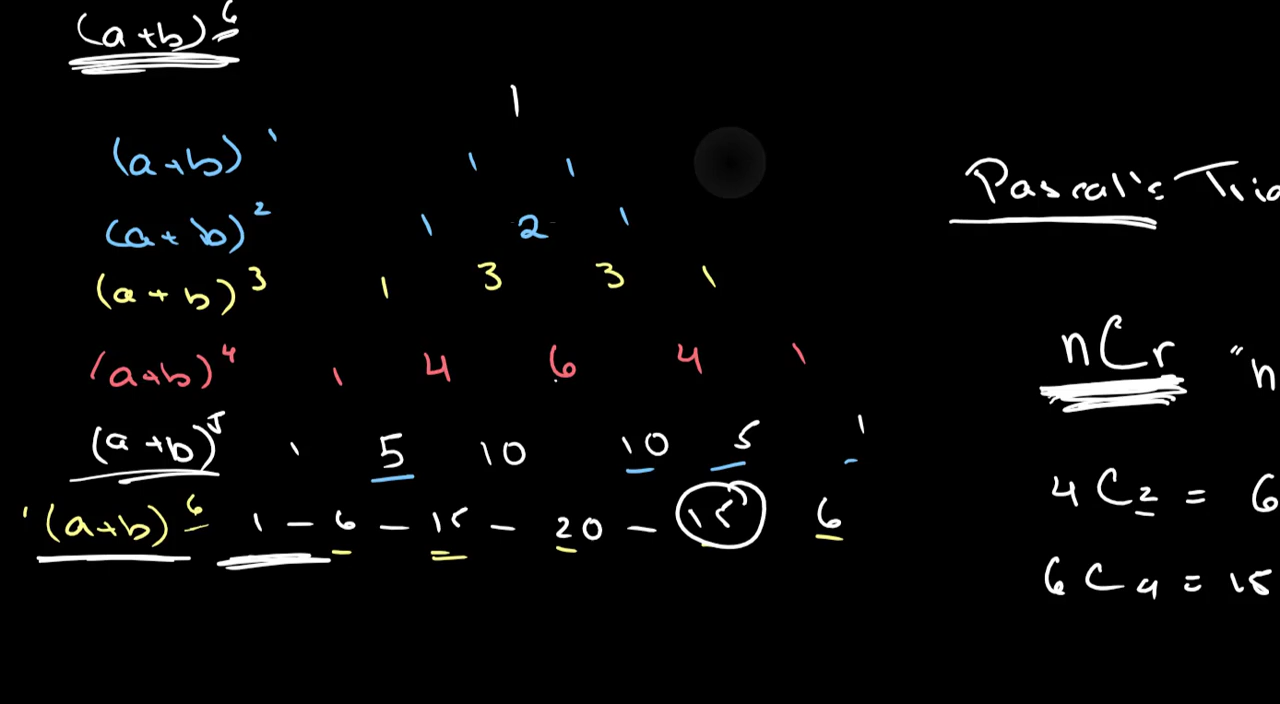 (a+b)⁶
1
(a+b)¹ 1 1
(a+b)² 1 2 1
Pascal's
(a+b)³ 1 3 3 1
nCr "n
(a+b)⁴ 1 4 6 4 1
(a+b)⁵ 1 5 10 10 5 1
4C2 = 6
'(a+b)⁶ 1 - 6 - 15 - 20 - 15 6
6C4 = 15